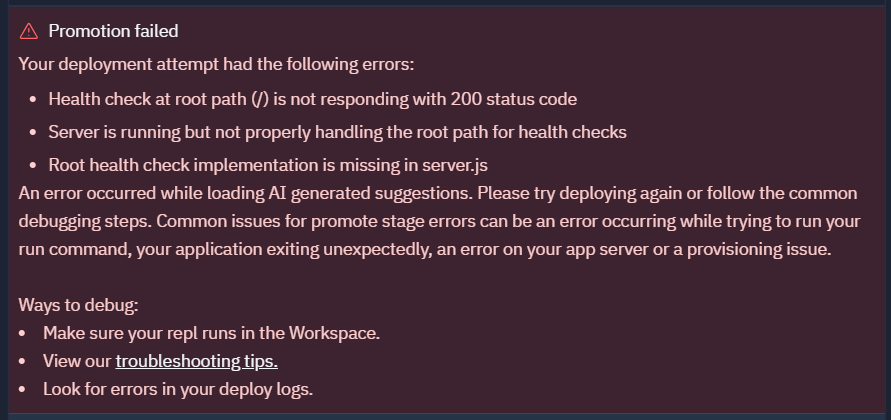 Promotion failed
Your deployment attempt had the following errors:
• Health check at root path (/) is not responding with 200 status code
• Server is running but not properly handling the root path for health checks
• Root health check implementation is missing in server.js
An error occurred while loading AI generated suggestions. Please try deploying again or follow the common
debugging steps. Common issues for promote stage errors can be an error occurring while trying to run your
run command, your application exiting unexpectedly, an error on your app server or a provisioning issue.
Ways to debug:
• Make sure your repl runs in the Workspace.
• View our troubleshooting tips.
• Look for errors in your deploy logs.